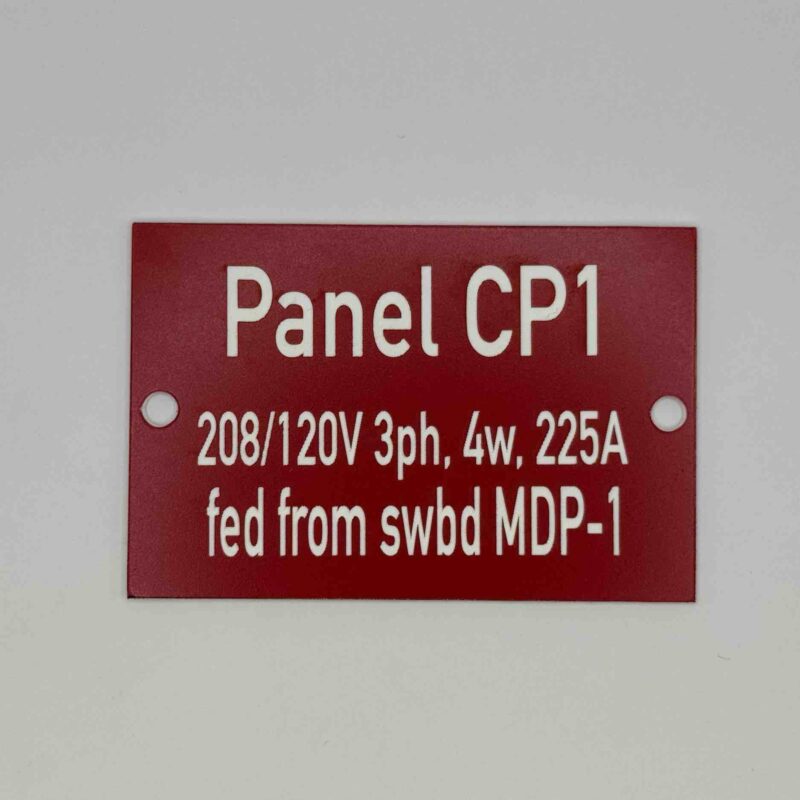 Panel CP1
208/120V 3ph, 4w, 225A
fed from swbd MDP-1